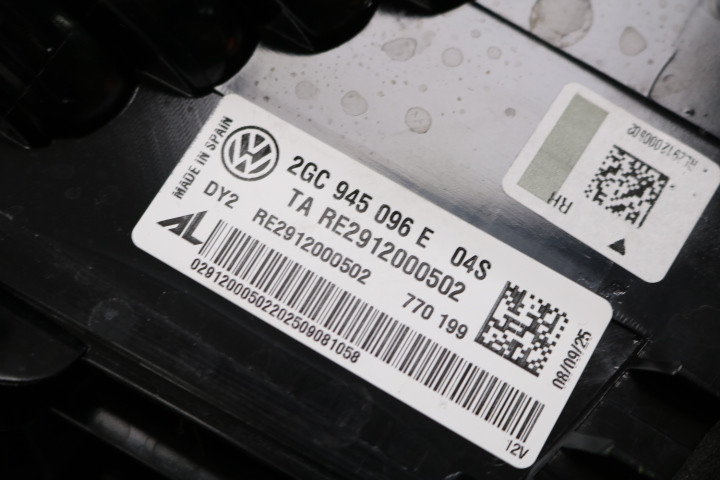 MADE IN SPAIN
2GC 945 096 E 04S
DY2
TA RE2912000502
AL
RE2912000502 770 199
02912000502202509081058
08/09/25
12V
RH